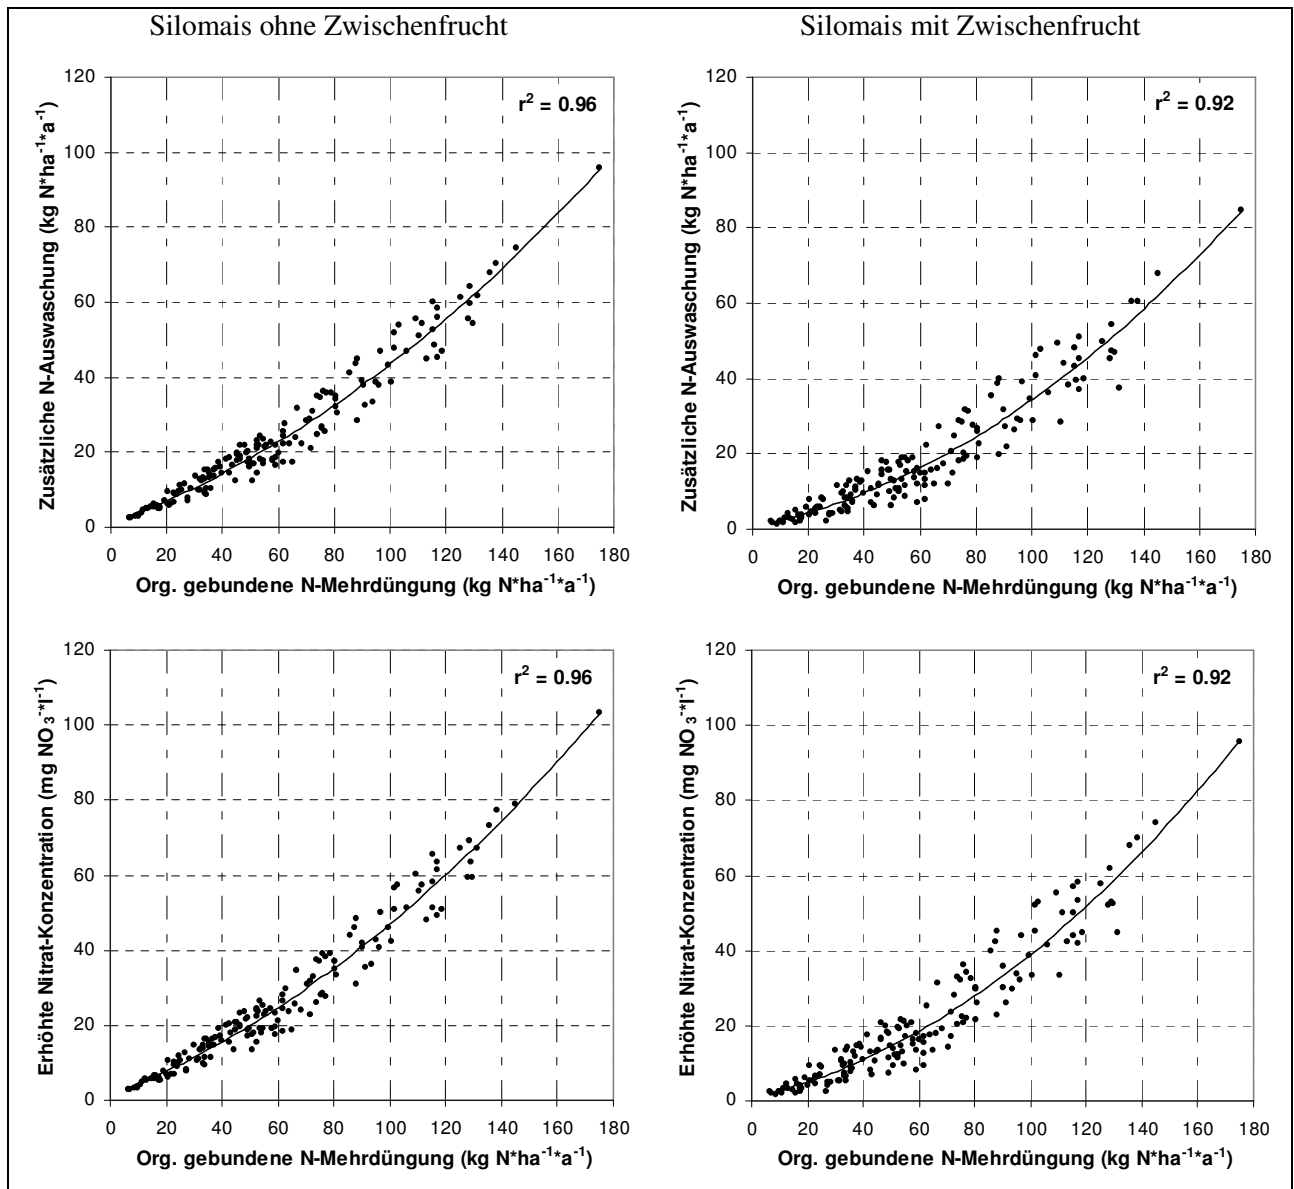 Silomais ohne Zwischenfrucht
Silomais mit Zwischenfrucht
Zusätzliche N-Auswaschung (kg N*ha⁻¹*a⁻¹)
120
100
80
60
40
20
0
r² = 0.96
0 20 40 60 80 100 120 140 160 180
Org. gebundene N-Mehrdüngung (kg N*ha⁻¹*a⁻¹)
Zusätzliche N-Auswaschung (kg N*ha⁻¹*a⁻¹)
120
100
80
60
40
20
0
r² = 0.92
0 20 40 60 80 100 120 140 160 180
Org. gebundene N-Mehrdüngung (kg N*ha⁻¹*a⁻¹)
Erhöhte Nitrat-Konzentration (mg NO₃⁻*l⁻¹)
120
100
80
60
40
20
0
r² = 0.96
0 20 40 60 80 100 120 140 160 180
Org. gebundene N-Mehrdüngung (kg N*ha⁻¹*a⁻¹)
Erhöhte Nitrat-Konzentration (mg NO₃⁻*l⁻¹)
120
100
80
60
40
20
0
r² = 0.92
0 20 40 60 80 100 120 140 160 180
Org. gebundene N-Mehrdüngung (kg N*ha⁻¹*a⁻¹)